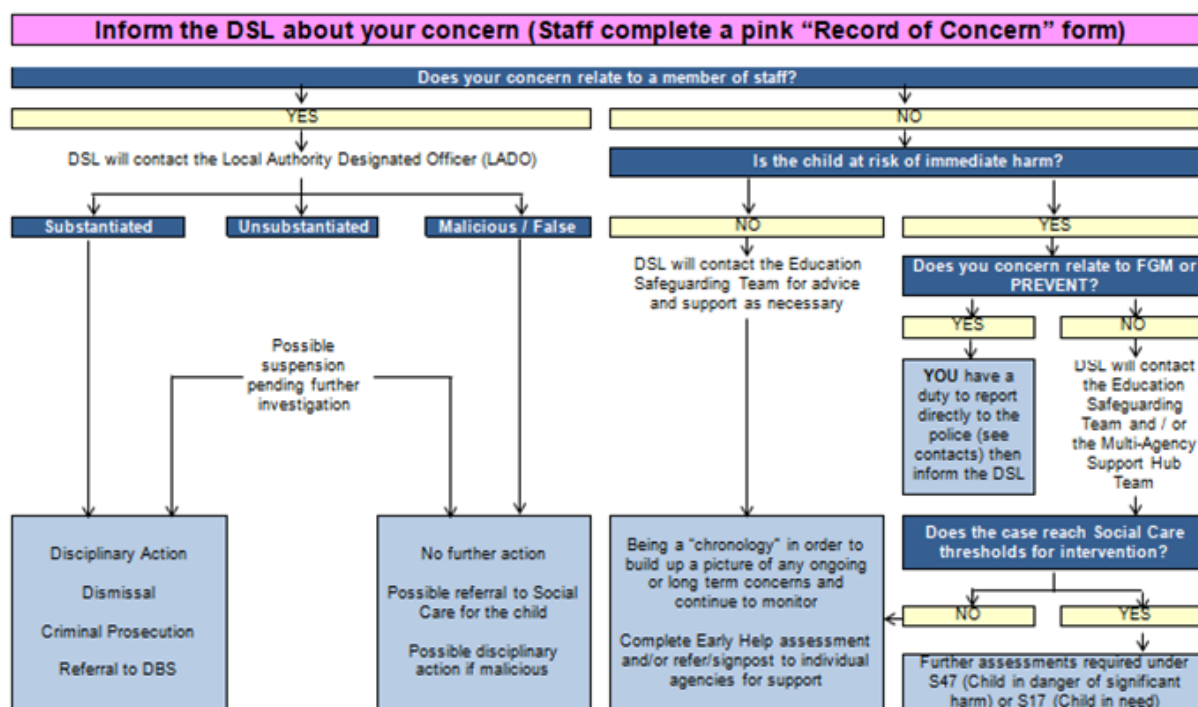 Inform the DSL about your concern (Staff complete a pink “Record of Concern” form)
Does your concern relate to a member of staff?
YES
NO
DSL will contact the Local Authority Designated Officer (LADO)
Is the child at risk of immediate harm?
Substantiated
Unsubstantiated
Malicious / False
NO
YES
DSL will contact the Education
Safeguarding Team for advice
and support as necessary
Does you concern relate to FGM or
PREVENT?
YES
NO
Possible
suspension
pending further
investigation
YOU have a
duty to report
directly to the
police (see
contacts) then
inform the DSL
DSL will contact
the Education
Safeguarding
Team and / or
the Multi-Agency
Support Hub
Team
Disciplinary Action
Dismissal
Criminal Prosecution
Referral to DBS
No further action
Possible referral to Social
Care for the child
Possible disciplinary
action if malicious
Being a “chronology” in order to
build up a picture of any ongoing
or long term concerns and
continue to monitor
Complete Early Help assessment
and/or refer/signpost to individual
agencies for support
Does the case reach Social Care
thresholds for intervention?
NO
YES
Further assessments required under
S47 (Child in danger of significant
harm) or S17 (Child in need)